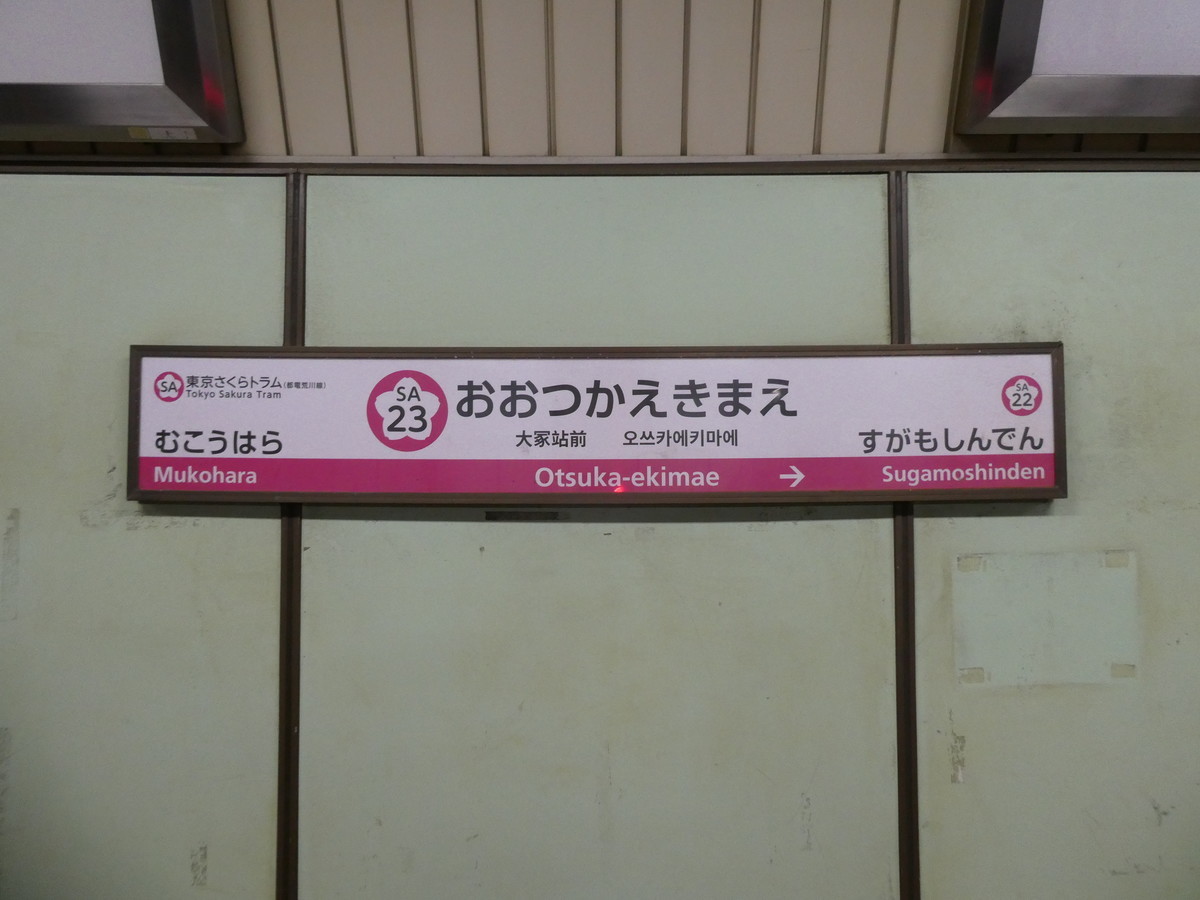 SA 東京さくらトラム(都電荒川線)
Tokyo Sakura Tram
SA
23
おおつかえきまえ
SA
22
むこうはら
大冢站前 오쓰카에키마에
すがもしんでん
Mukohara
Otsuka-ekimae →
Sugamoshinden